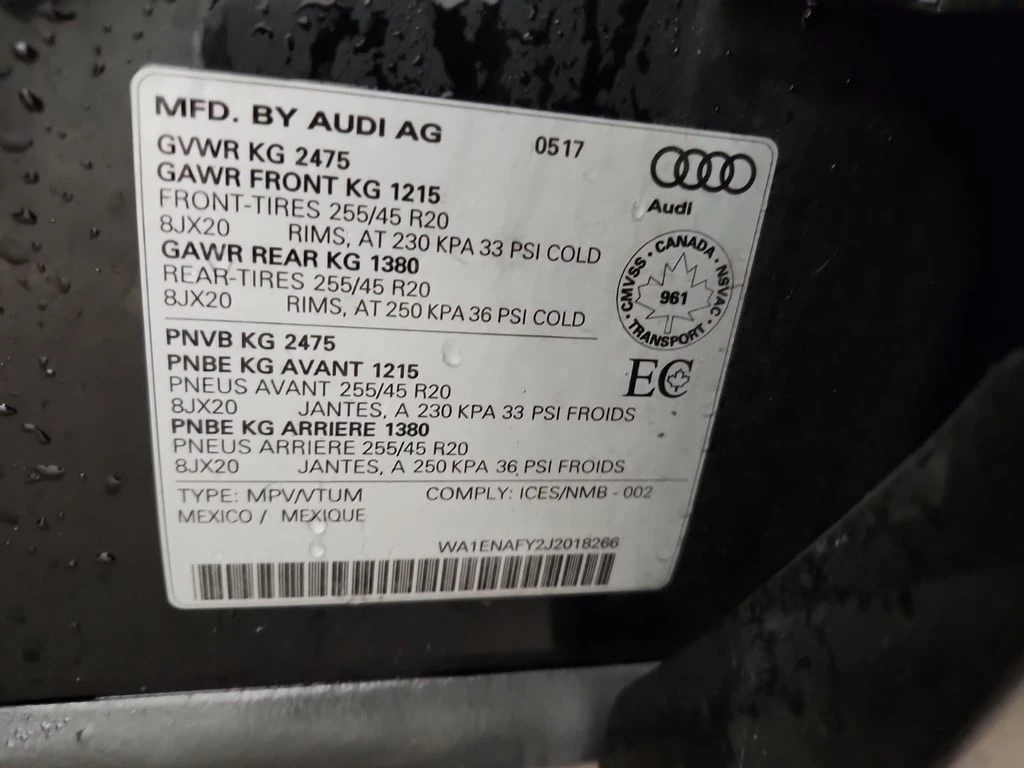 MFD. BY AUDI AG 0517
GVWR KG 2475
GAWR FRONT KG 1215
FRONT-TIRES 255/45 R20
8JX20 RIMS, AT 230 KPA 33 PSI COLD
GAWR REAR KG 1380
REAR-TIRES 255/45 R20
8JX20 RIMS, AT 250 KPA 36 PSI COLD
Audi
CANADA · NSVAC · TRANSPORT · CMVSS ·
961
PNVB KG 2475
PNBE KG AVANT 1215
PNEUS AVANT 255/45 R20
8JX20 JANTES, A 230 KPA 33 PSI FROIDS
PNBE KG ARRIERE 1380
PNEUS ARRIERE 255/45 R20
8JX20 JANTES, A 250 KPA 36 PSI FROIDS
EC
TYPE: MPV/VTUM COMPLY: ICES/NMB - 002
MEXICO / MEXIQUE
WA1ENAFY2J2018266